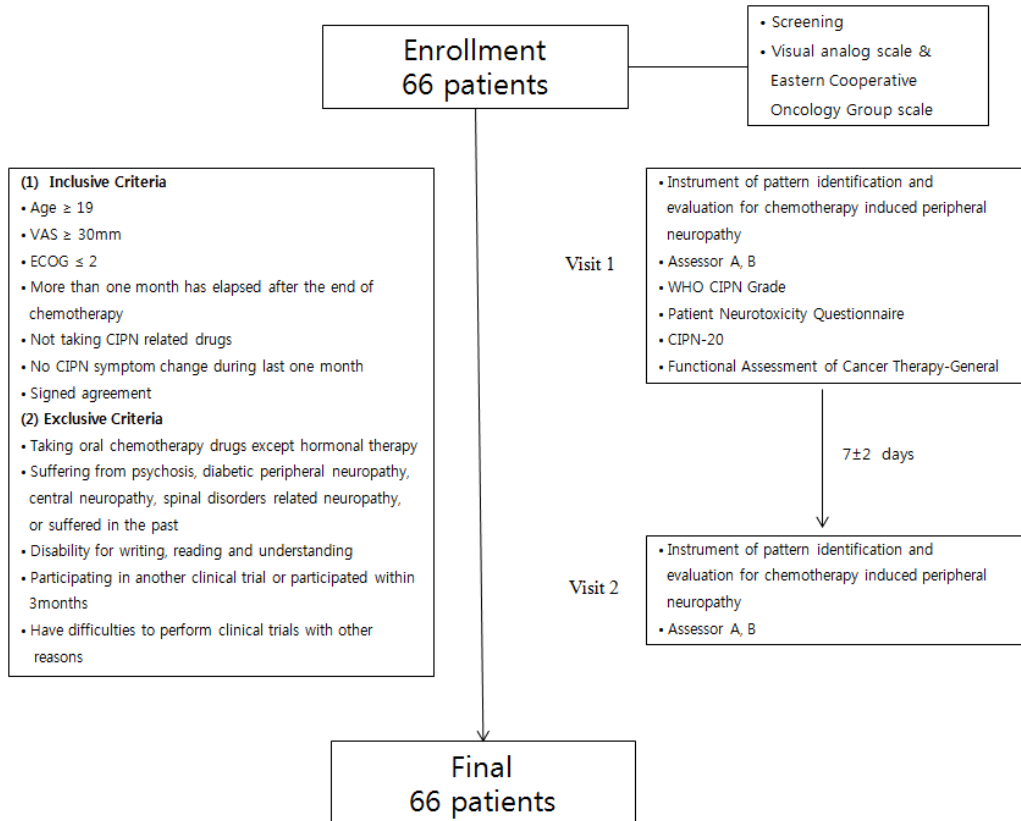 Enrollment
66 patients
• Screening
• Visual analog scale &
Eastern Cooperative
Oncology Group scale
(1) Inclusive Criteria
• Age ≥ 19
• VAS ≥ 30mm
• ECOG ≤ 2
• More than one month has elapsed after the end of
chemotherapy
• Not taking CIPN related drugs
• No CIPN symptom change during last one month
• Signed agreement
(2) Exclusive Criteria
• Taking oral chemotherapy drugs except hormonal therapy
• Suffering from psychosis, diabetic peripheral neuropathy,
central neuropathy, spinal disorders related neuropathy,
or suffered in the past
• Disability for writing, reading and understanding
• Participating in another clinical trial or participated within
3months
• Have difficulties to perform clinical trials with other
reasons
Visit 1
• Instrument of pattern identification and
evaluation for chemotherapy induced peripheral
neuropathy
• Assessor A, B
• WHO CIPN Grade
• Patient Neurotoxicity Questionnaire
• CIPN-20
• Functional Assessment of Cancer Therapy-General
7±2 days
Visit 2
• Instrument of pattern identification and
evaluation for chemotherapy induced peripheral
neuropathy
• Assessor A, B
Final
66 patients